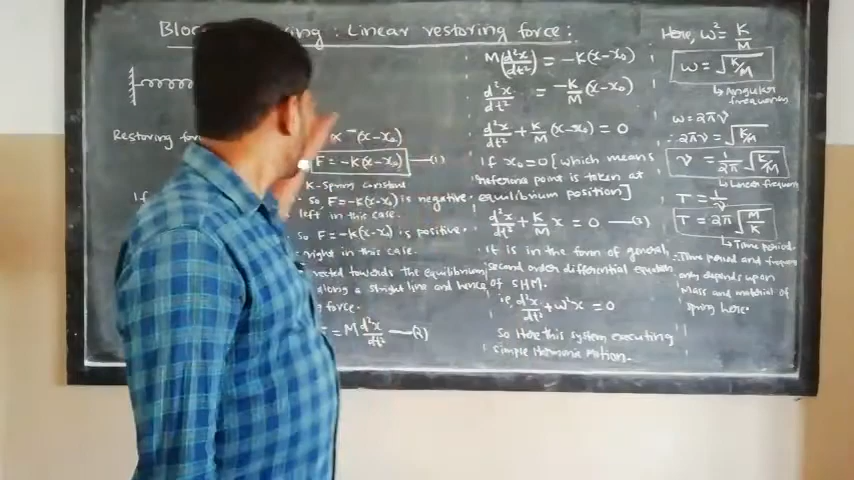 Block : Linear restoring force :
Restoring for
∝ -(x-x₀)
F = -K(x-x₀) —(1)
K - Spring constant
so F = -K(x-x₀) is negative.
left in this case.
so F = -K(x-x₀) is positive.
right in this case.
rected towards the Equilibrium
along a stright line and hence
force.
= M d²x/dt² —(2)
M(d²x/dt²) = -K(x-x₀)
d²x/dt² = -K/M (x-x₀)
d²x/dt² + K/M (x-x₀) = 0
if x₀=0 [which means
reference point is taken at
equilibrium position]
d²x/dt² + K/M x = 0 —(3)
it is in the form of general
second order differential equation
of SHM.
i.e. d²x/dt² + ω²x = 0
So Here this system executing
simple Harmonic Motion.
Here, ω² = K/M
ω = √(K/M)
↳ Angular
frequency
ω = 2πν
∴ 2πν = √(K/M)
ν = 1/2π √(K/M)
↳ Linear frequen
T = 1/ν
T = 2π √(M/K)
↳ Time period.
∴ Time period and frequen
only depends upon
Mass and material of
spring here.